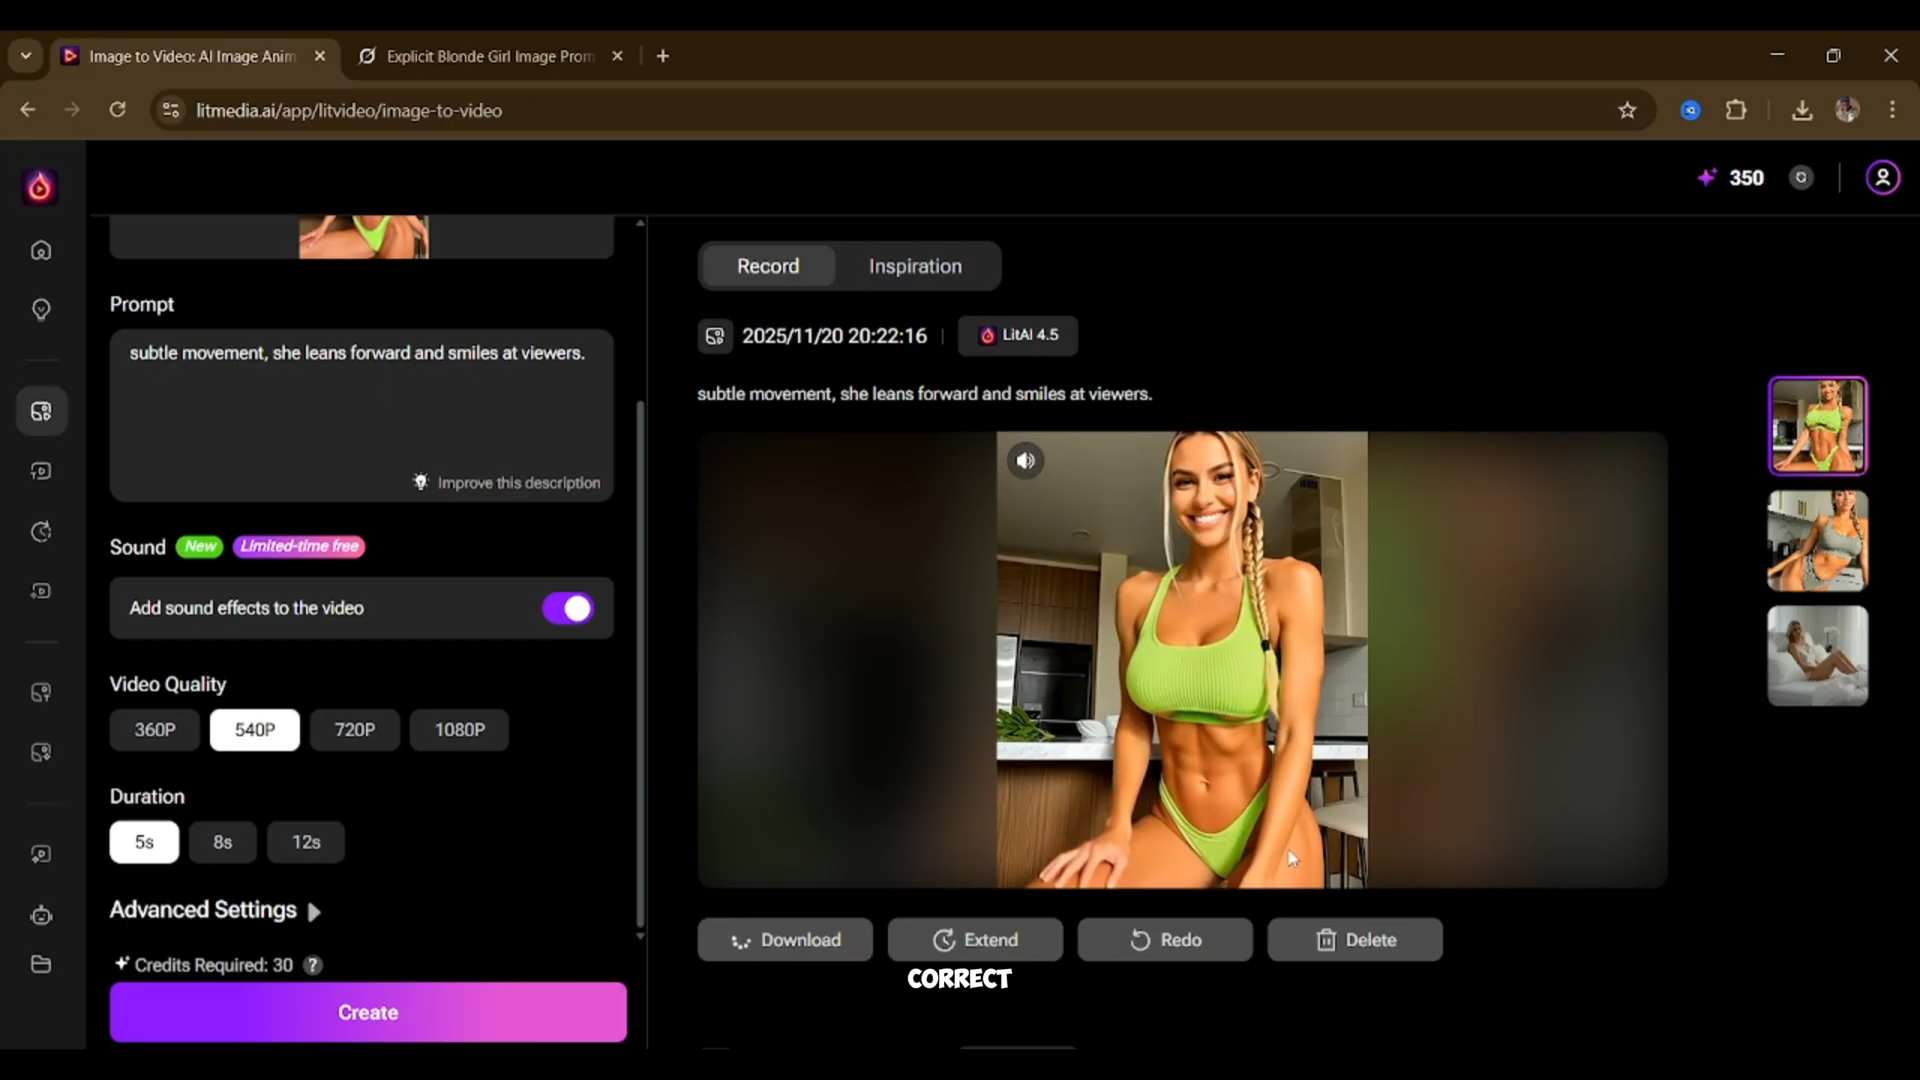 Image to Video: AI Image Anim
Explicit Blonde Girl Image Prom
litmedia.ai/app/litvideo/image-to-video
350
Record
Inspiration
Prompt
2025/11/20 20:22:16
LitAI 4.5
subtle movement, she leans forward and smiles at viewers.
subtle movement, she leans forward and smiles at viewers.
Improve this description
Sound
New
Limited-time free
Add sound effects to the video
Video Quality
360P
540P
720P
1080P
Duration
5s
8s
12s
Advanced Settings
Download
Extend
Redo
Delete
Credits Required: 30 ?
CORRECT
Create